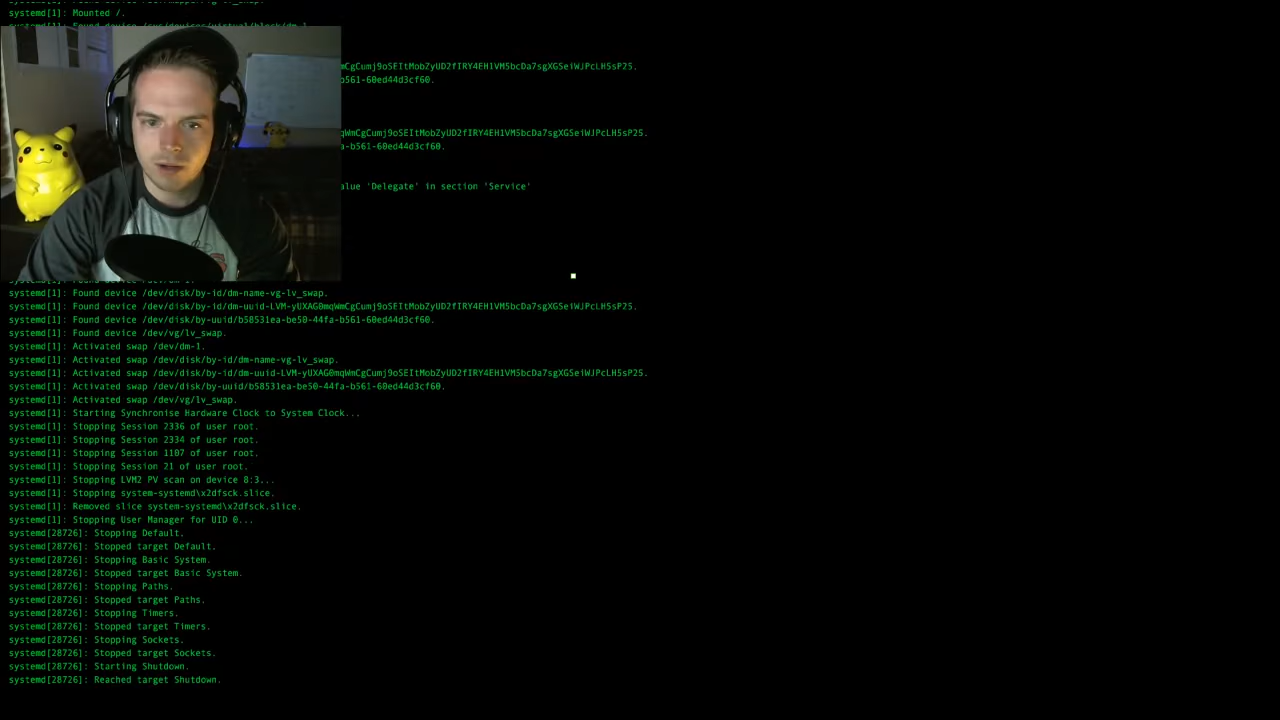 systemd[1]: Mounted /.
mCgCumj9oSEItMobZyUD2fIRY4EH1VM5bcDa7sgXGSeiWJPcLH5sP25.
b561-60ed44d3cf60.
qWmCgCumj9oSEItMobZyUD2fIRY4EH1VM5bcDa7sgXGSeiWJPcLH5sP25.
a-b561-60ed44d3cf60.
alue 'Delegate' in section 'Service'
systemd[1]: Found device /dev/disk/by-id/dm-name-vg-lv_swap.
systemd[1]: Found device /dev/disk/by-id/dm-uuid-LVM-yUXAG0mqWmCgCumj9oSEItMobZyUD2fIRY4EH1VM5bcDa7sgXGSeiWJPcLH5sP25.
systemd[1]: Found device /dev/disk/by-uuid/b58531ea-be50-44fa-b561-60ed44d3cf60.
systemd[1]: Found device /dev/vg/lv_swap.
systemd[1]: Activated swap /dev/dm-1.
systemd[1]: Activated swap /dev/disk/by-id/dm-name-vg-lv_swap.
systemd[1]: Activated swap /dev/disk/by-id/dm-uuid-LVM-yUXAG0mqWmCgCumj9oSEItMobZyUD2fIRY4EH1VM5bcDa7sgXGSeiWJPcLH5sP25.
systemd[1]: Activated swap /dev/disk/by-uuid/b58531ea-be50-44fa-b561-60ed44d3cf60.
systemd[1]: Activated swap /dev/vg/lv_swap.
systemd[1]: Starting Synchronise Hardware Clock to System Clock...
systemd[1]: Stopping Session 2336 of user root.
systemd[1]: Stopping Session 2334 of user root.
systemd[1]: Stopping Session 1107 of user root.
systemd[1]: Stopping Session 21 of user root.
systemd[1]: Stopping LVM2 PV scan on device 8:3...
systemd[1]: Stopping system-systemd\x2dfsck.slice.
systemd[1]: Removed slice system-systemd\x2dfsck.slice.
systemd[1]: Stopping User Manager for UID 0...
systemd[28726]: Stopping Default.
systemd[28726]: Stopped target Default.
systemd[28726]: Stopping Basic System.
systemd[28726]: Stopped target Basic System.
systemd[28726]: Stopping Paths.
systemd[28726]: Stopped target Paths.
systemd[28726]: Stopping Timers.
systemd[28726]: Stopped target Timers.
systemd[28726]: Stopping Sockets.
systemd[28726]: Stopped target Sockets.
systemd[28726]: Starting Shutdown.
systemd[28726]: Reached target Shutdown.